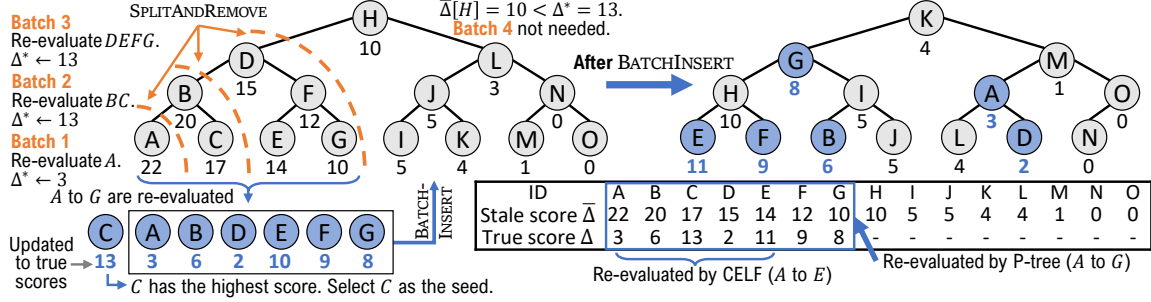 Batch 3
Re-evaluate DEFG.
Δ* ← 13
Batch 2
Re-evaluate BC.
Δ* ← 13
Batch 1
Re-evaluate A.
Δ* ← 3
SPLITANDREMOVE
H
10
D
15
L
3
B
20
F
12
J
5
N
0
A
22
C
17
E
14
G
10
I
5
K
4
M
1
O
0
Δ̅[H] = 10 < Δ* = 13.
Batch 4 not needed.
A to G are re-evaluated
C A B D E F G
13 3 6 2 10 9 8
Updated to true scores
C has the highest score. Select C as the seed.
BATCH-
INSERT
After BATCHINSERT
K
4
G
8
M
1
H
10
I
5
A
3
O
0
E
11
F
9
B
6
J
5
L
4
D
2
N
0
ID A B C D E F G H I J K L M N O
Stale score Δ̅ 22 20 17 15 14 12 10 10 5 5 4 4 1 0 0
True score Δ 3 6 13 2 11 9 8 - - - - - - - -
Re-evaluated by CELF (A to E)
Re-evaluated by P-tree (A to G)